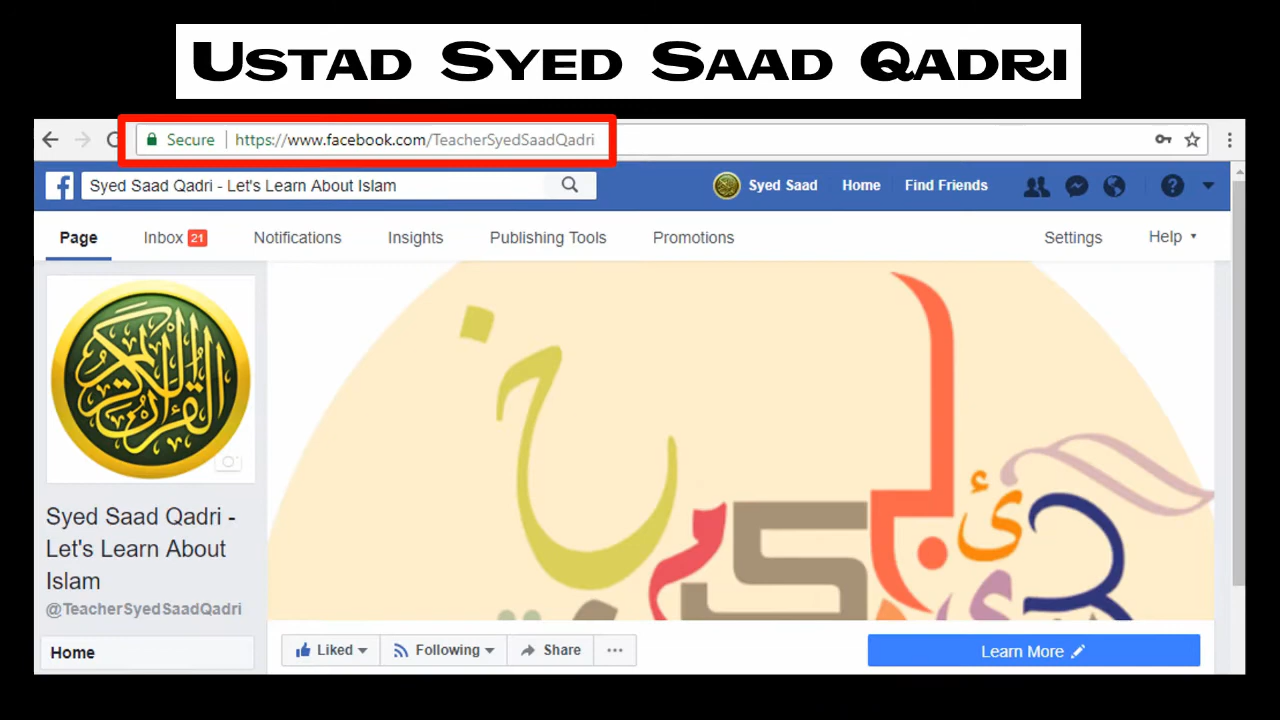 Ustad Syed Saad Qadri
Secure https://www.facebook.com/TeacherSyedSaadQadri
f Syed Saad Qadri - Let's Learn About Islam Syed Saad Home Find Friends ?
Page Inbox 21 Notifications Insights Publishing Tools Promotions Settings Help
القرآن الكريم
خ
م
ك
ئ
Syed Saad Qadri -
Let's Learn About
Islam
@TeacherSyedSaadQadri
Home
Liked Following Share ... Learn More